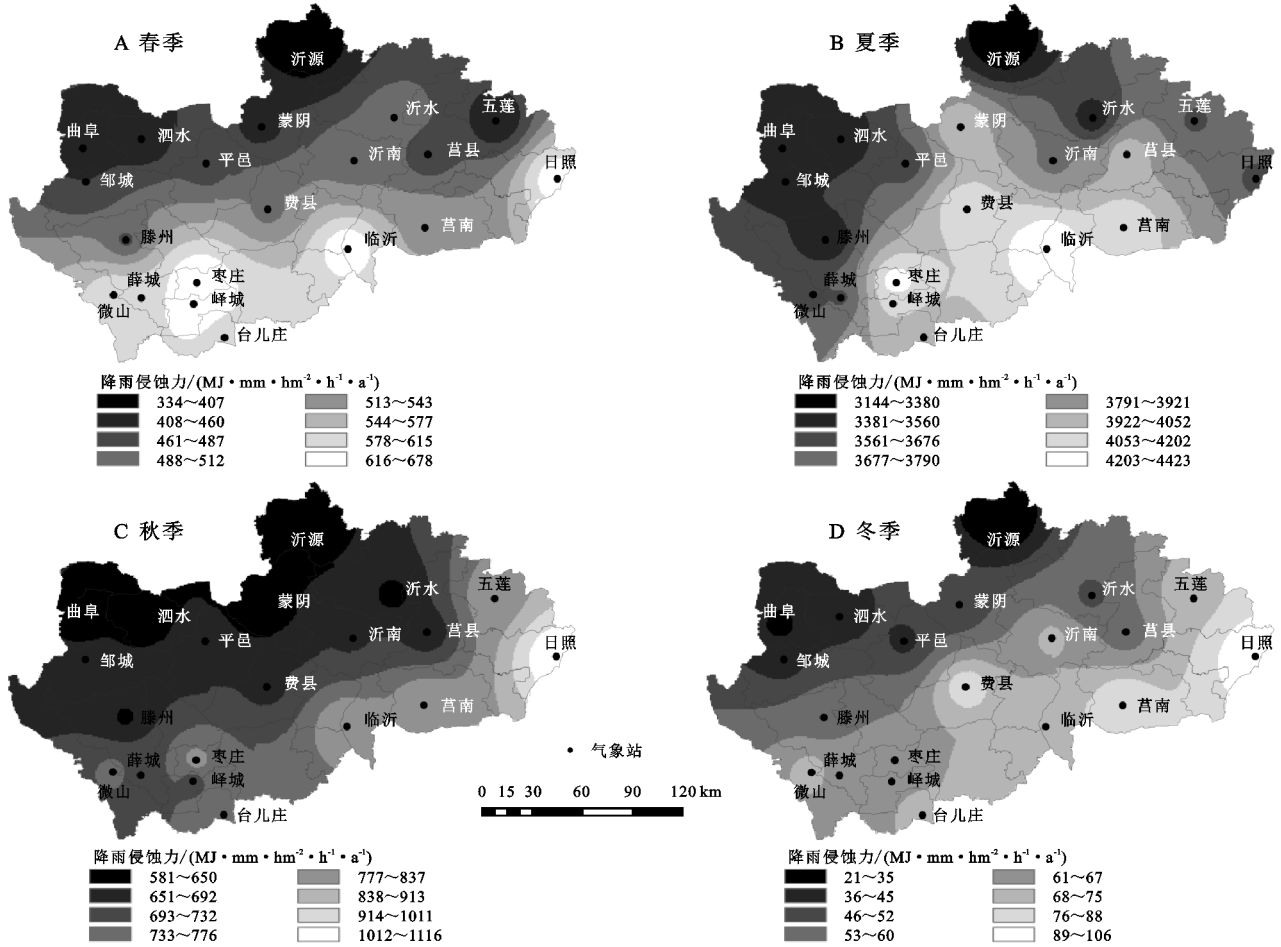 A 春季
沂源
曲阜
泗水
蒙阴
沂水
五莲
平邑
沂南
莒县
日照
邹城
费县
莒南
滕州
临沂
薛城
枣庄
微山
峄城
台儿庄
降雨侵蚀力/(MJ·mm·hm⁻²·h⁻¹·a⁻¹)
334～407 513～543
408～460 544～577
461～487 578～615
488～512 616～678
B 夏季
沂源
曲阜
泗水
蒙阴
沂水
五莲
平邑
沂南
莒县
日照
邹城
费县
莒南
滕州
临沂
薛城
枣庄
微山
峄城
台儿庄
降雨侵蚀力/(MJ·mm·hm⁻²·h⁻¹·a⁻¹)
3144～3380 3791～3921
3381～3560 3922～4052
3561～3676 4053～4202
3677～3790 4203～4423
C 秋季
沂源
曲阜
泗水
蒙阴
沂水
五莲
平邑
沂南
莒县
日照
邹城
费县
莒南
滕州
临沂
薛城
枣庄
微山
峄城
台儿庄
降雨侵蚀力/(MJ·mm·hm⁻²·h⁻¹·a⁻¹)
581～650 777～837
651～692 838～913
693～732 914～1011
733～776 1012～1116
气象站
0 15 30 60 90 120 km
D 冬季
沂源
曲阜
泗水
蒙阴
沂水
五莲
平邑
沂南
莒县
日照
邹城
费县
莒南
滕州
临沂
薛城
枣庄
微山
峄城
台儿庄
降雨侵蚀力/(MJ·mm·hm⁻²·h⁻¹·a⁻¹)
21～35 61～67
36～45 68～75
46～52 76～88
53～60 89～106